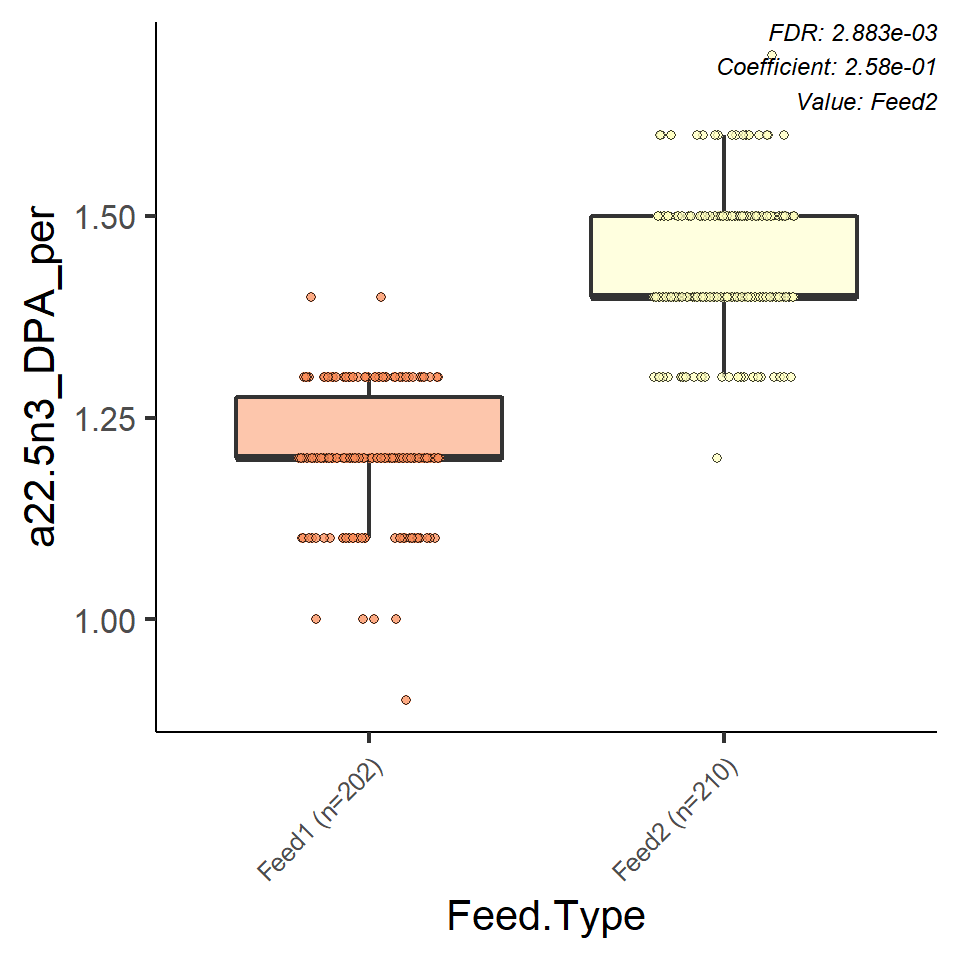 FDR: 2.883e-03
Coefficient: 2.58e-01
Value: Feed2
a22.5n3_DPA_per
1.50
1.25
1.00
Feed1 (n=202)
Feed2 (n=210)
Feed.Type